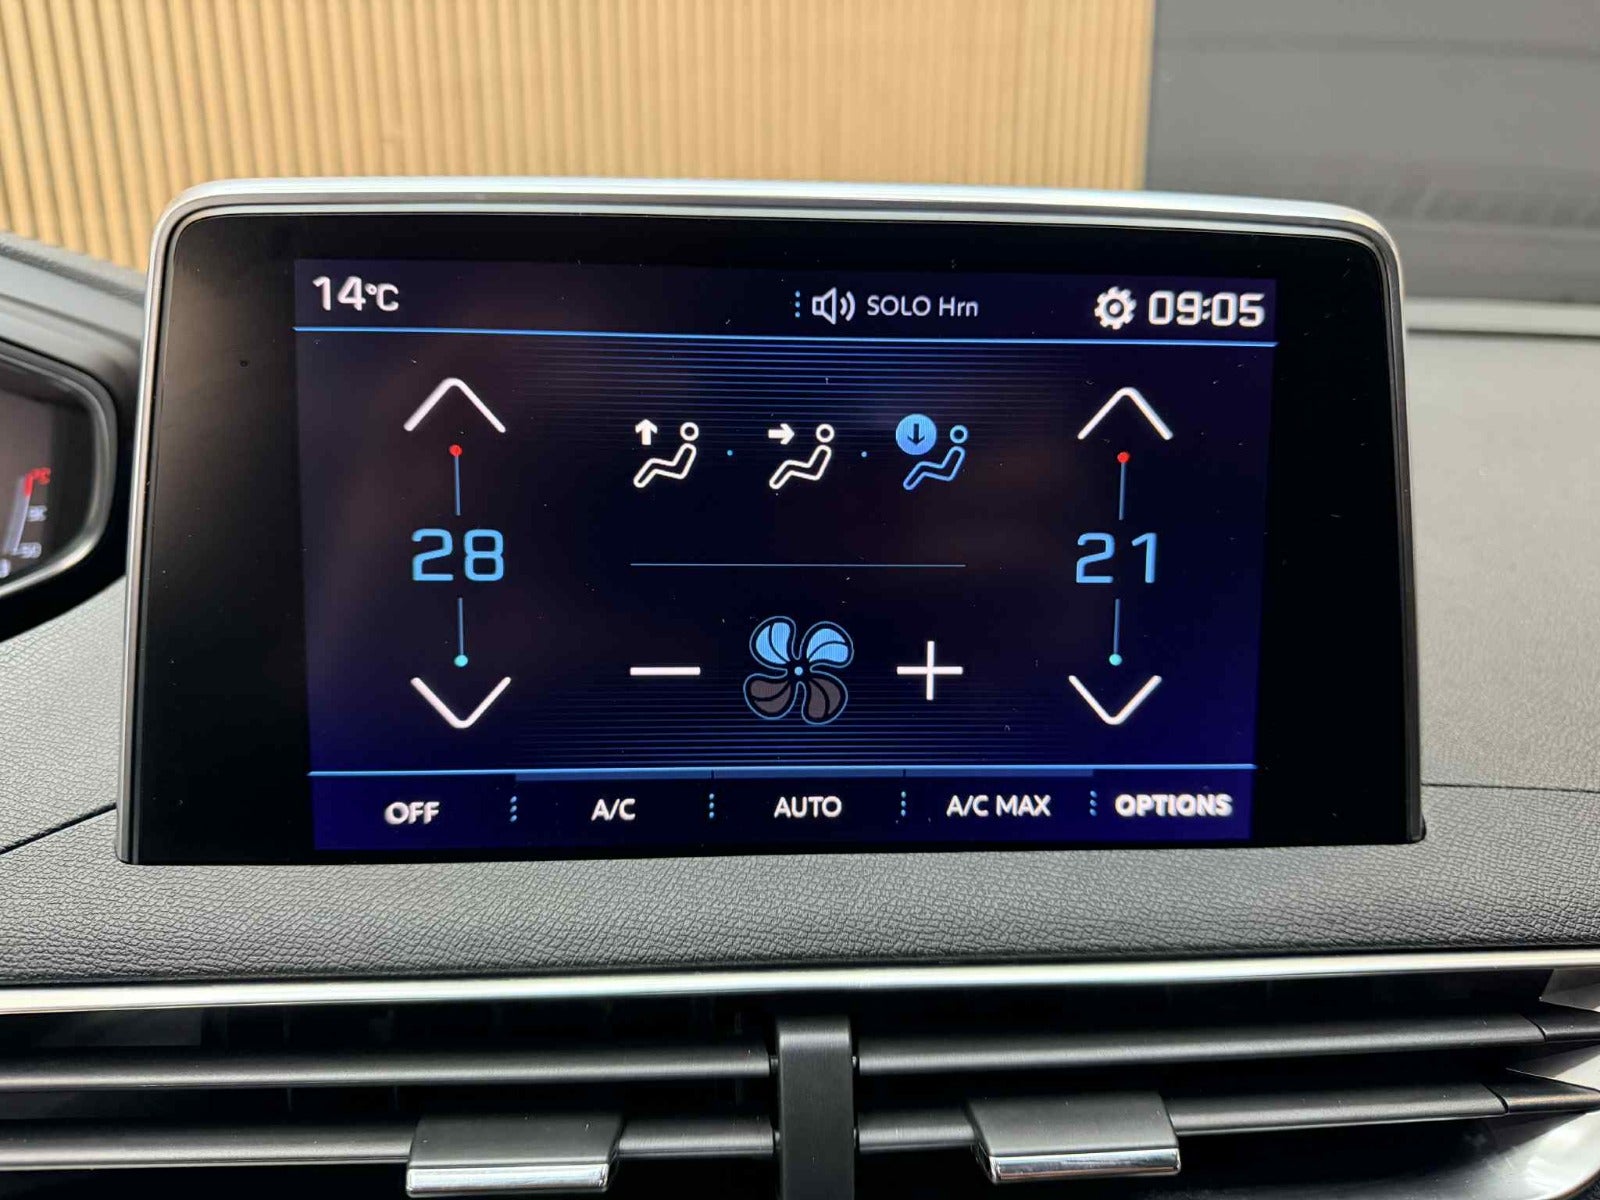 14°C
SOLO Hrn
09:05
28
21
OFF
A/C
AUTO
A/C MAX
OPTIONS